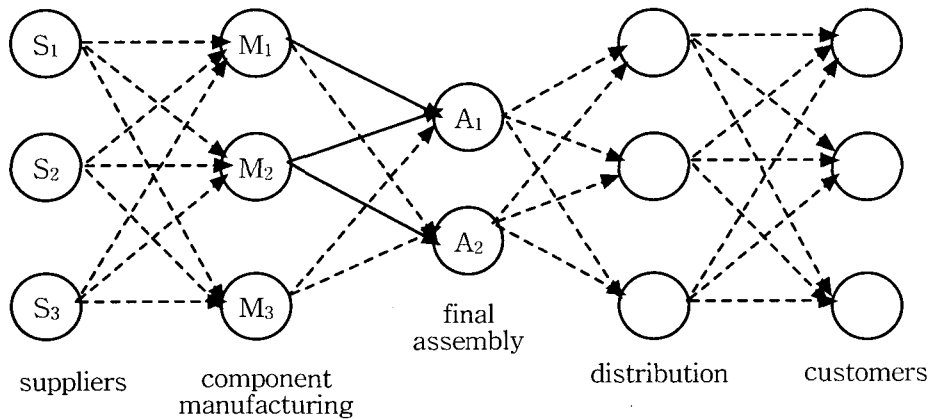 S1
M1
A1
S2
M2
A2
S3
M3
final
assembly
suppliers
component
manufacturing
distribution
customers